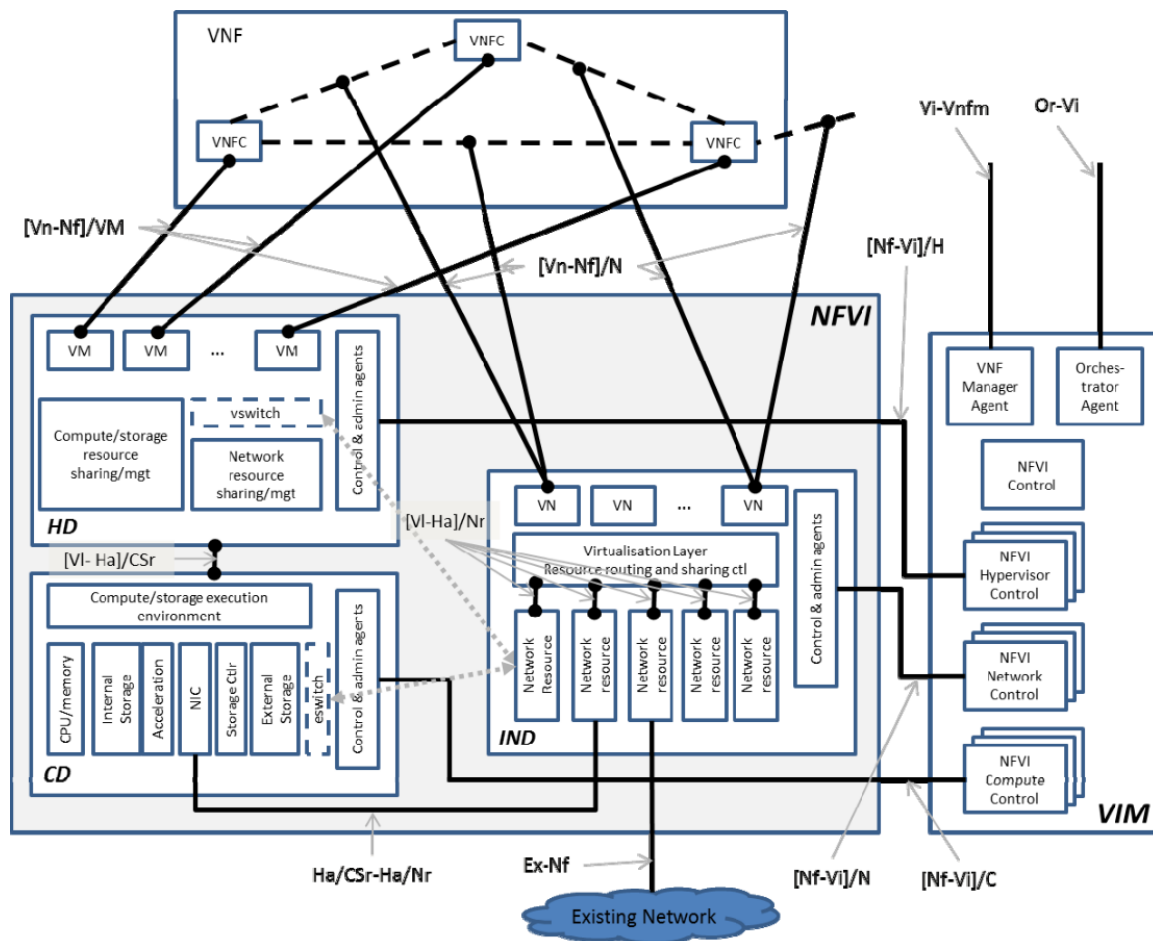 VNF
VNFC
VNFC
VNFC
Vi-Vnfm
Or-Vi
[Vn-Nf]/VM
[Vn-Nf]/N
[Nf-Vi]/H
NFVI
VM
VM
...
VM
Control & admin agents
vswitch
Compute/storage
resource
sharing/mgt
Network
resource
sharing/mgt
HD
[Vl- Ha]/CSr
[Vl-Ha]/Nr
VN
VN
...
VN
Control & admin agents
Virtualisation Layer
Resource routing and sharing ctl
Network
Resource
Network
resource
Network
resource
Network
resource
Network
resource
IND
Compute/storage execution
environment
Control & admin agents
CPU/memory
Internal
Storage
Acceleration
NIC
Storage Ctlr
External
Storage
eswitch
CD
VNF
Manager
Agent
Orches-
trator
Agent
NFVI
Control
NFVI
Hypervisor
Control
NFVI
Network
Control
NFVI
Compute
Control
VIM
Ha/CSr-Ha/Nr
Ex-Nf
[Nf-Vi]/N
[Nf-Vi]/C
Existing Network